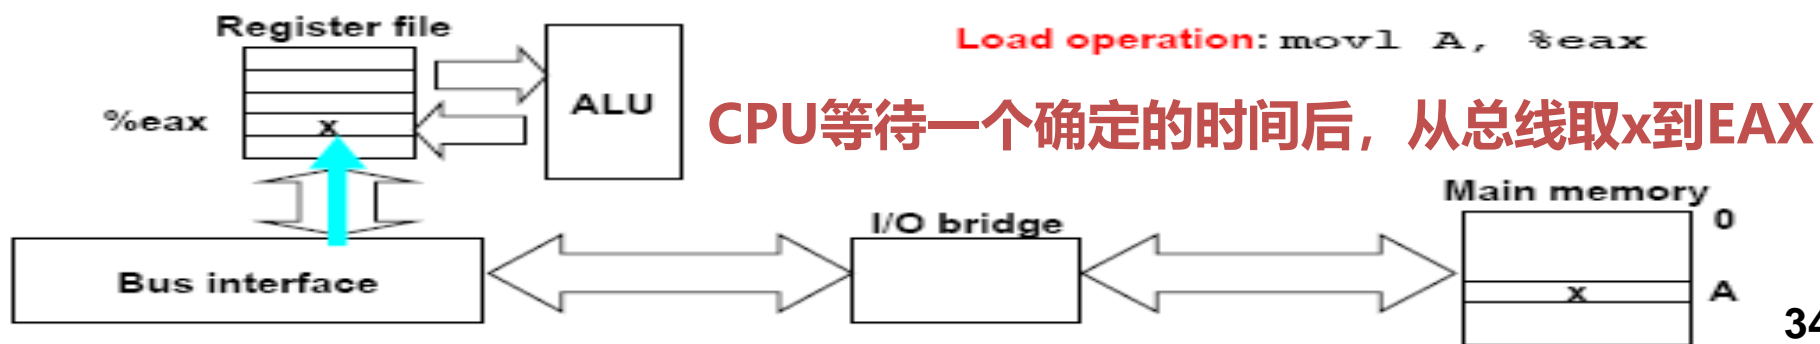 Register file
Load operation: movl A, %eax
%eax
x
ALU
CPU等待一个确定的时间后，从总线取x到EAX
Main memory
0
I/O bridge
Bus interface
x
A
34